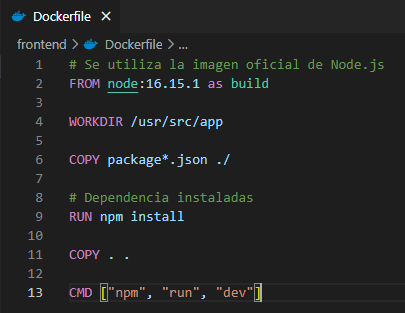 Dockerfile
frontend > Dockerfile > ...
1 # Se utiliza la imagen oficial de Node.js
2 FROM node:16.15.1 as build
3
4 WORKDIR /usr/src/app
5
6 COPY package*.json ./
7
8 # Dependencia instaladas
9 RUN npm install
10
11 COPY . .
12
13 CMD ["npm", "run", "dev"]